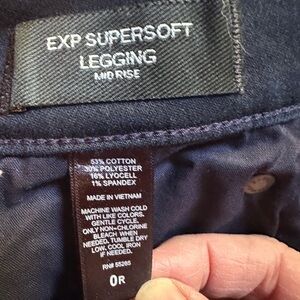 EXP SUPERSOFT
LEGGING
MID RISE
53% COTTON
30% POLYESTER
16% LYOCELL
1% SPANDEX
MADE IN VIETNAM
MACHINE WASH COLD
WITH LIKE COLORS.
GENTLE CYCLE.
ONLY NON-CHLORINE
BLEACH WHEN
NEEDED. TUMBLE DRY
LOW. COOL IRON
IF NEEDED.
RN# 55285
0R